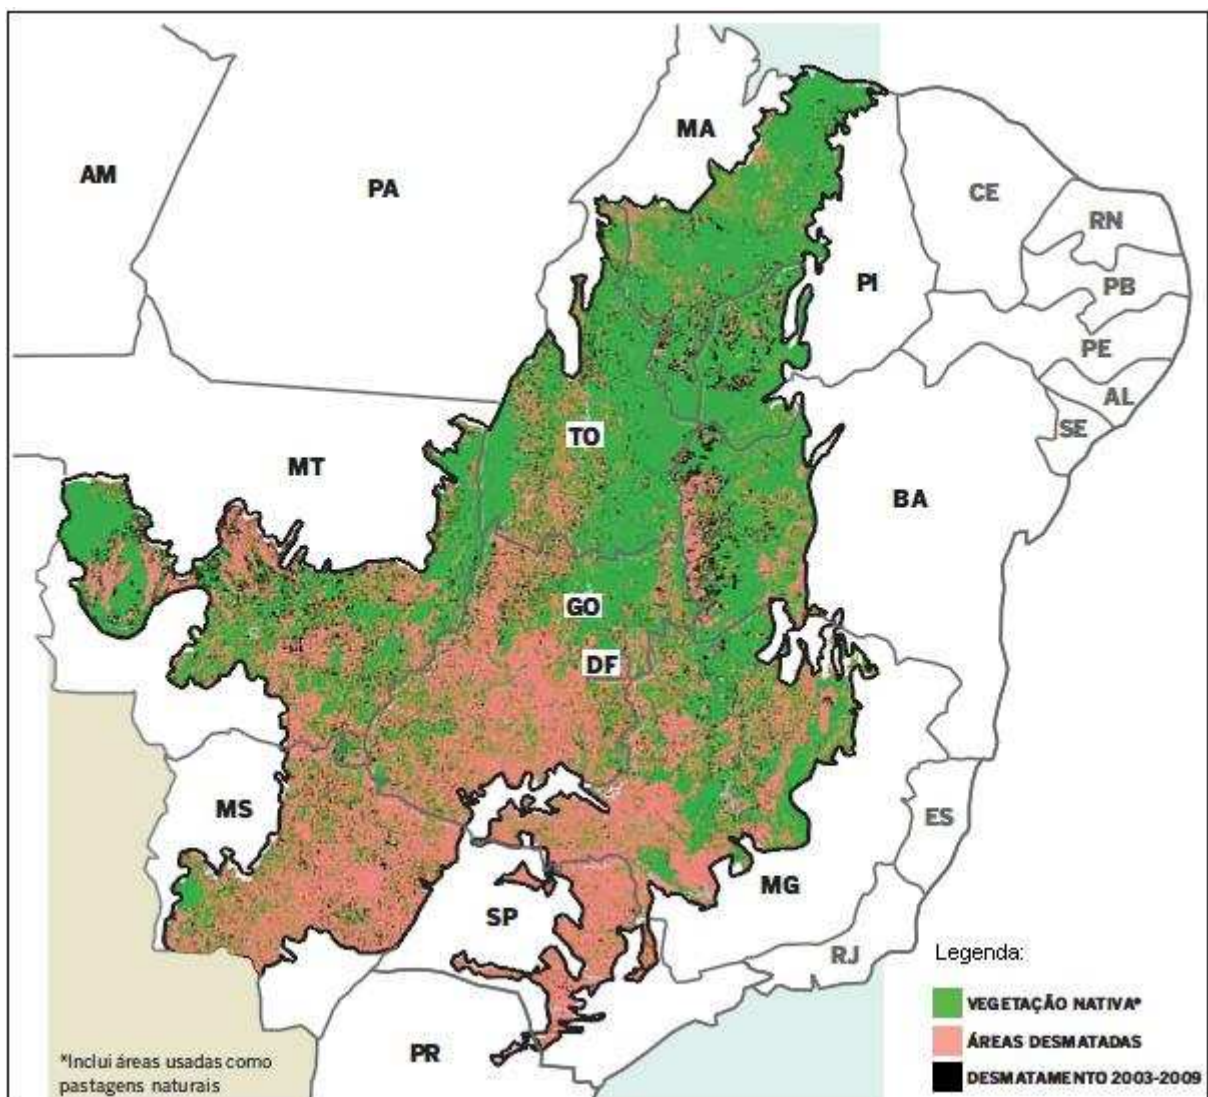 MA
AM
PA
CE
RN
PI
PB
PE
AL
TO
SE
MT
BA
GO
DF
MS
ES
MG
SP
RJ
Legenda:
VEGETAÇÃO NATIVA*
ÁREAS DESMATADAS
DESMATAMENTO 2003-2009
PR
*Inclui áreas usadas como
pastagens naturais